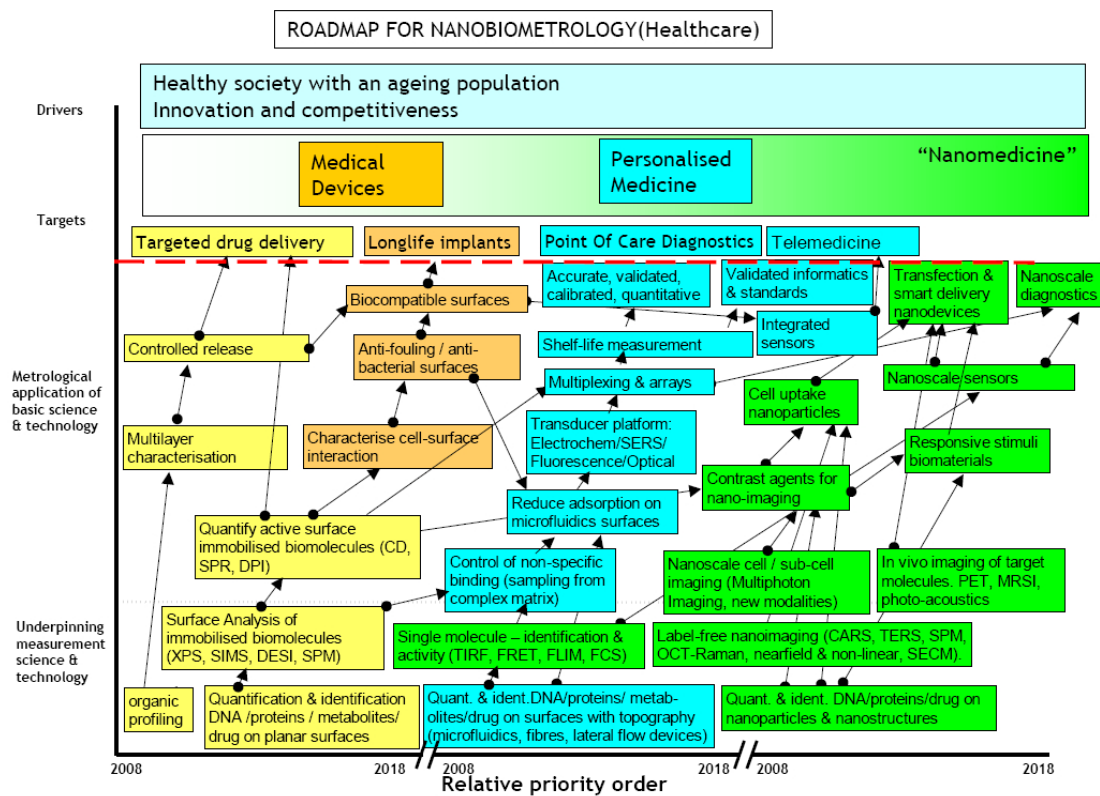 ROADMAP FOR NANOBIOMETROLOGY(Healthcare)
Healthy society with an ageing population
Innovation and competitiveness
Drivers
Medical
Devices
Personalised
Medicine
“Nanomedicine”
Targets
Targeted drug delivery
Longlife implants
Point Of Care Diagnostics
Telemedicine
Accurate, validated,
calibrated, quantitative
Validated informatics
& standards
Transfection &
smart delivery
nanodevices
Nanoscale
diagnostics
Biocompatible surfaces
Integrated
sensors
Controlled release
Anti-fouling / anti-
bacterial surfaces
Shelf-life measurement
Metrological
application of
basic science
& technology
Multiplexing & arrays
Nanoscale sensors
Cell uptake
nanoparticles
Multilayer
characterisation
Characterise cell-surface
interaction
Transducer platform:
Electrochem/SERS/
Fluorescence/Optical
Responsive stimuli
biomaterials
Contrast agents for
nano-imaging
Reduce adsorption on
microfluidics surfaces
Quantify active surface
immobilised biomolecules (CD,
SPR, DPI)
Control of non-specific
binding (sampling from
complex matrix)
Nanoscale cell / sub-cell
imaging (Multiphoton
Imaging, new modalities)
In vivo imaging of target
molecules. PET, MRSI,
photo-acoustics
Underpinning
measurement
science &
technology
Surface Analysis of
immobilised biomolecules
(XPS, SIMS, DESI, SPM)
Single molecule – identification &
activity (TIRF, FRET, FLIM, FCS)
Label-free nanoimaging (CARS, TERS, SPM,
OCT-Raman, nearfield & non-linear, SECM).
organic
profiling
Quantification & identification
DNA /proteins / metabolites/
drug on planar surfaces
Quant. & ident.DNA/proteins/ metab-
olites/drug on surfaces with topography
(microfluidics, fibres, lateral flow devices)
Quant. & ident. DNA/proteins/drug on
nanoparticles & nanostructures
2008
2018
2008
2018
2008
2018
Relative priority order